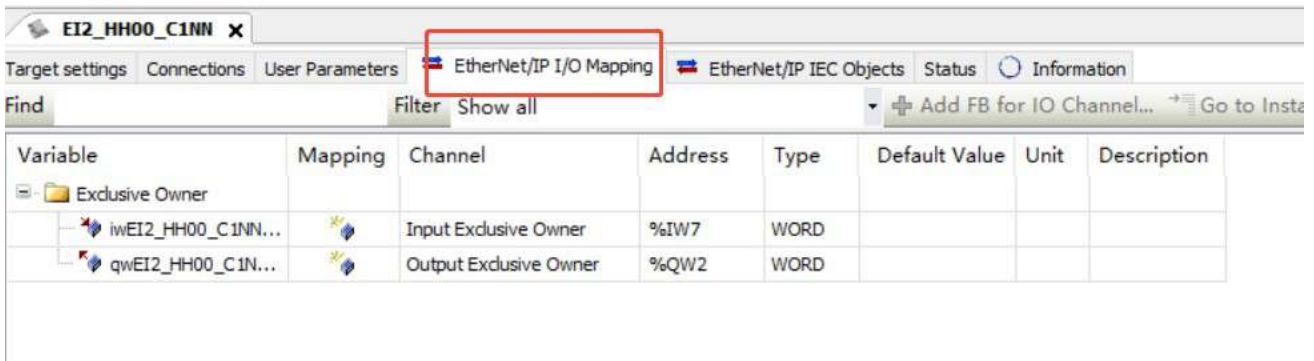 EI2_HH00_C1NN X
Target settings Connections User Parameters EtherNet/IP I/O Mapping EtherNet/IP IEC Objects Status Information
Find Filter Show all Add FB for IO Channel... Go to Insta
Variable Mapping Channel Address Type Default Value Unit Description
Exclusive Owner
iwEI2_HH00_C1NN... Input Exclusive Owner %IW7 WORD
qwEI2_HH00_C1N... Output Exclusive Owner %QW2 WORD